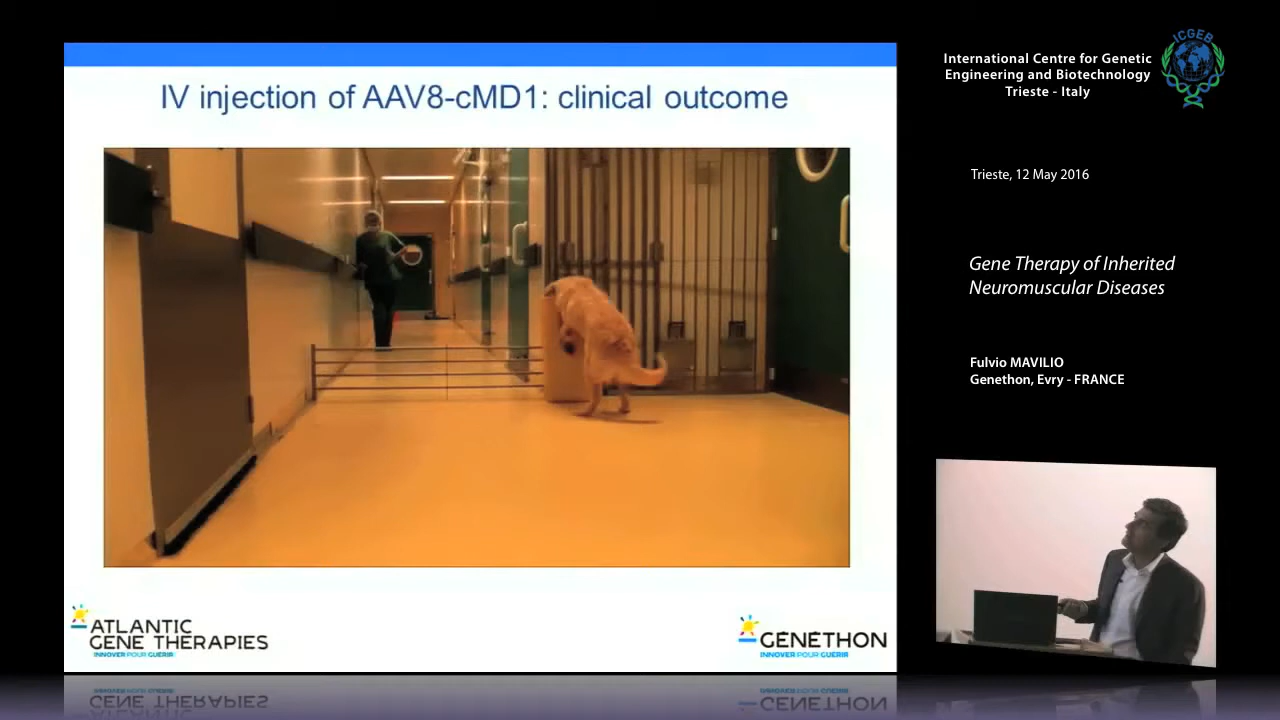 IV injection of AAV8-cMD1: clinical outcome
ATLANTIC
GENE THERAPIES
INNOVER POUR GUÉRIR
GENETHON
INNOVER POUR GUÉRIR
ICGEB
International Centre for Genetic
Engineering and Biotechnology
Trieste - Italy
Trieste, 12 May 2016
Gene Therapy of Inherited
Neuromuscular Diseases
Fulvio MAVILIO
Genethon, Evry - FRANCE